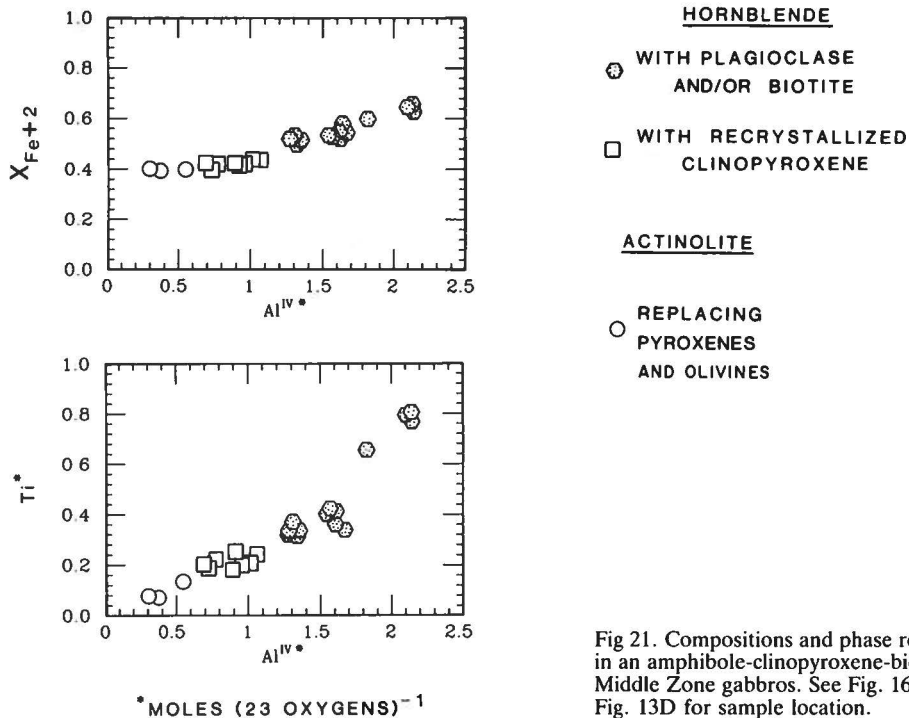 1.0
0.8
0.6
0.4
0.2
0.0
X Fe+2
0 0.5 1 1.5 2 2.5
Al^IV *
1.0
0 8
0 6
0.4
0.2
0.0
Ti*
0 0.5 1 1.5 2 2.5
Al^IV *
*MOLES (23 OXYGENS)^-1
HORNBLENDE
WITH PLAGIOCLASE
AND/OR BIOTITE
WITH RECRYSTALLIZED
CLINOPYROXENE
ACTINOLITE
REPLACING
PYROXENES
AND OLIVINES
Fig 21. Compositions and phase re
in an amphibole-clinopyroxene-bio
Middle Zone gabbros. See Fig. 16
Fig. 13D for sample location.